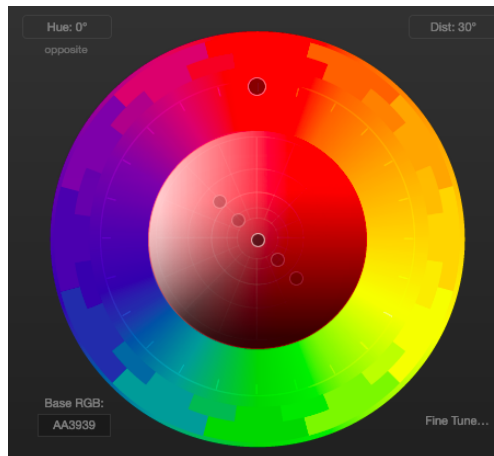 Hue: 0°
Dist: 30°
opposite
Base RGB:
AA3939
Fine Tune...